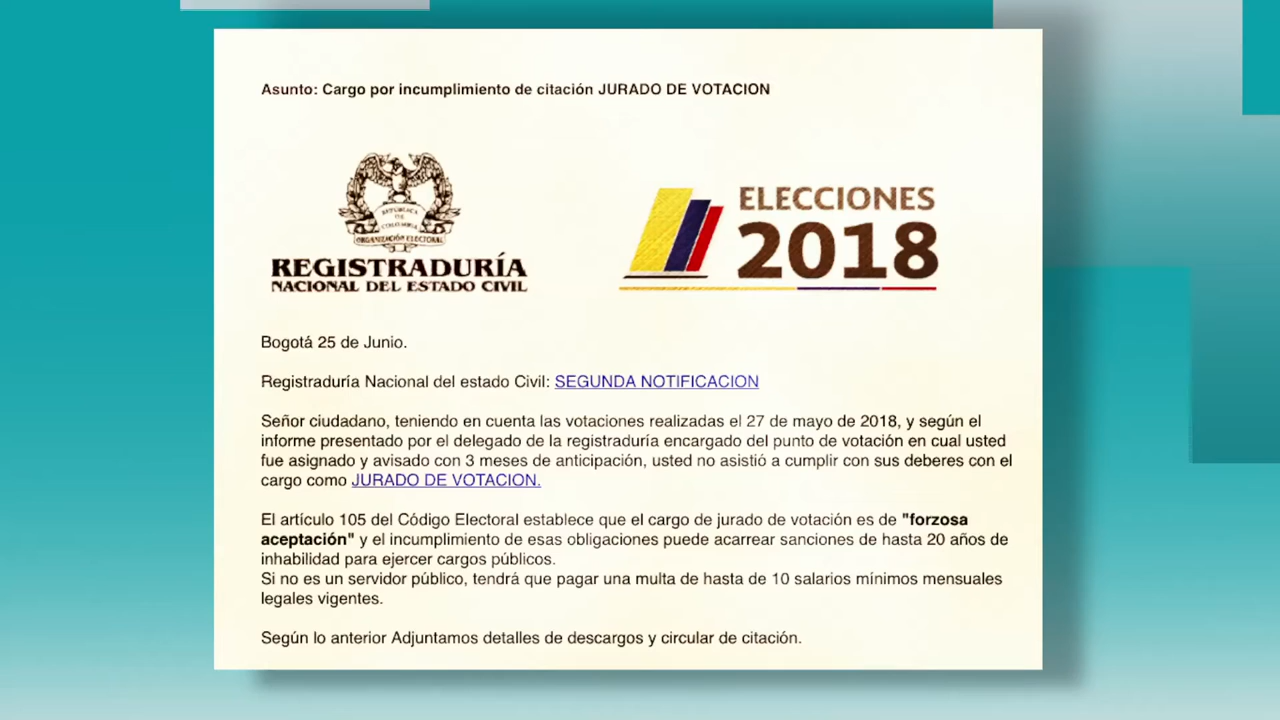 Asunto: Cargo por incumplimiento de citación JURADO DE VOTACION
REPÚBLICA
DE
COLOMBIA
ORGANIZACIÓN ELECTORAL
REGISTRADURÍA
NACIONAL DEL ESTADO CIVIL
ELECCIONES
2018
Bogotá 25 de Junio.
Registraduría Nacional del estado Civil: SEGUNDA NOTIFICACION
Señor ciudadano, teniendo en cuenta las votaciones realizadas el 27 de mayo de 2018, y según el
informe presentado por el delegado de la registraduría encargado del punto de votación en cual usted
fue asignado y avisado con 3 meses de anticipación, usted no asistió a cumplir con sus deberes con el
cargo como JURADO DE VOTACION.
El artículo 105 del Código Electoral establece que el cargo de jurado de votación es de "forzosa
aceptación" y el incumplimiento de esas obligaciones puede acarrear sanciones de hasta 20 años de
inhabilidad para ejercer cargos públicos.
Si no es un servidor público, tendrá que pagar una multa de hasta de 10 salarios mínimos mensuales
legales vigentes.
Según lo anterior Adjuntamos detalles de descargos y circular de citación.